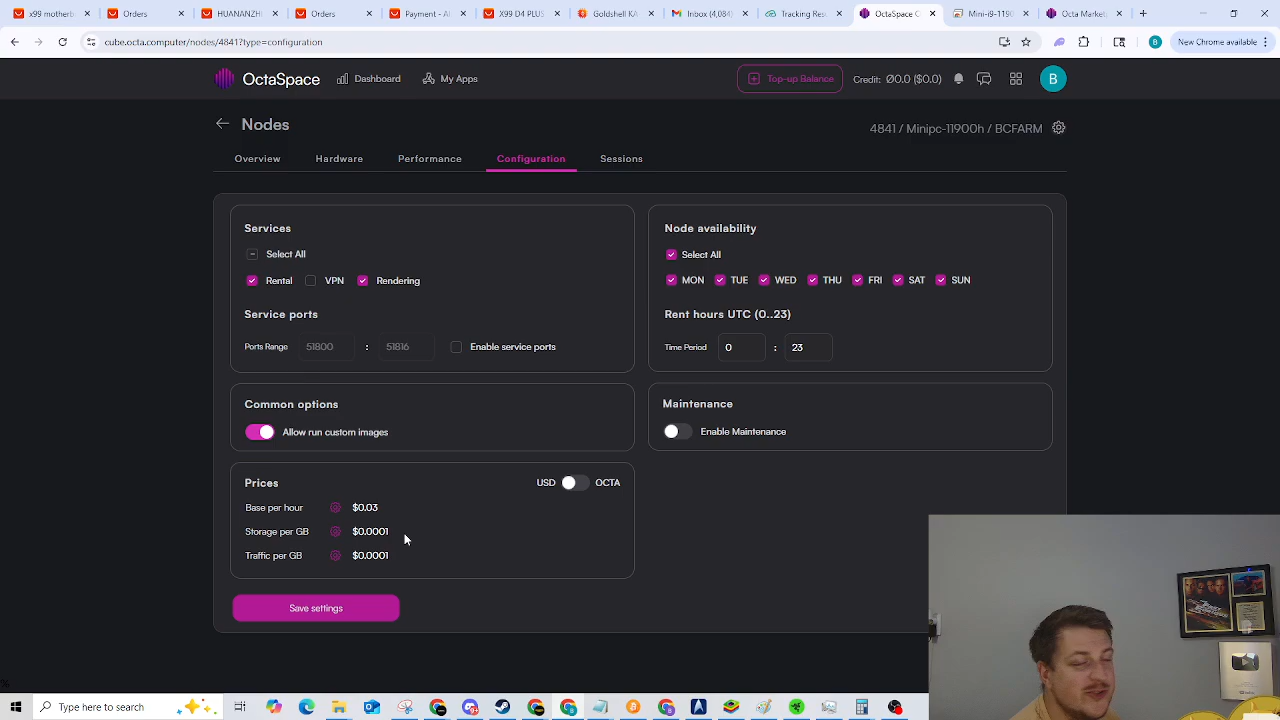 x99 motherb
Orders
HUANANZH
Orders
Payment - Al
X99 D4 PLUS
Goldshell Ki
Inbox (
Track
OctaSpace C
Mini-i9-1190
Octa Market
cube.octa.computer/nodes/4841?type=configuration
New Chrome available
B
OctaSpace
Dashboard
My Apps
Top-up Balance
Credit: Ø0.0 ($0.0)
B
Nodes
4841 / Minipc-11900h / BCFARM
Overview
Hardware
Performance
Configuration
Sessions
Services
Select All
Rental
VPN
Rendering
Service ports
Ports Range
51800
:
51816
Enable service ports
Node availability
Select All
MON
TUE
WED
THU
FRI
SAT
SUN
Rent hours UTC (0..23)
Time Period
0
:
23
Common options
Allow run custom images
Maintenance
Enable Maintenance
Prices
USD
OCTA
Base per hour
$0.03
Storage per GB
$0.0001
Traffic per GB
$0.0001
Save settings
Type here to search